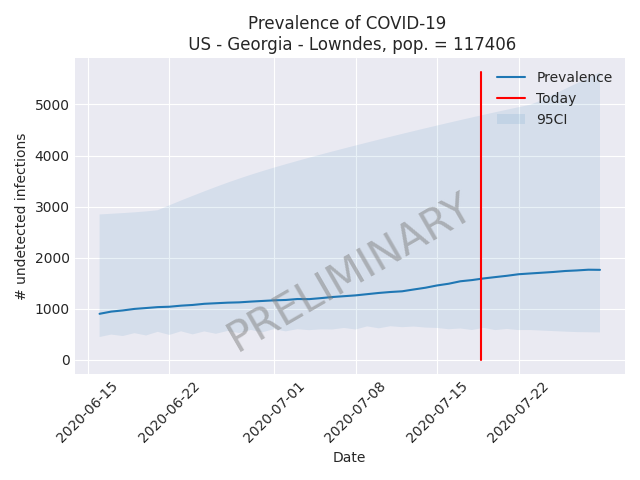 Prevalence of COVID-19
US - Georgia - Lowndes, pop. = 117406
Prevalence
Today
95CI
5000
4000
3000
2000
1000
0
# undetected infections
PRELIMINARY
2020-06-15
2020-06-22
2020-07-01
2020-07-08
2020-07-15
2020-07-22
Date